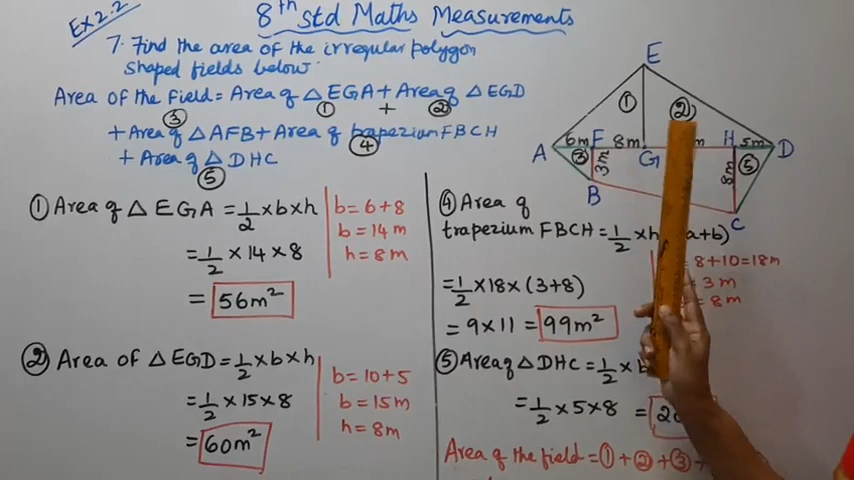 Ex 2.2
8th std Maths Measurements
7. Find the area of the irregular polygon
shaped fields below.
Area of the field = Area of △EGA + Area of △EGD
① + ②
+ Area of △AFB + Area of trapezium FBCH
③ ④
+ Area of △DHC
⑤
① Area of △EGA = 1/2 × b × h
= 1/2 × 14 × 8
= 56m²
b = 6+8
b = 14m
h = 8m
② Area of △EGD = 1/2 × b × h
= 1/2 × 15 × 8
= 60m²
b = 10+5
b = 15m
h = 8m
E
① ②
A 6m F 8m G m H 5m D
③ 3m 8m ⑤
B
C
④ Area of
trapezium FBCH = 1/2 × h a+b)
= 1/2 × 18 × (3+8)
= 9 × 11 = 99m²
= 8+10 = 18m
= 3m
= 8m
⑤ Area of △DHC = 1/2 ×
= 1/2 × 5 × 8 =
Area of the field = ① + ② + ③ +